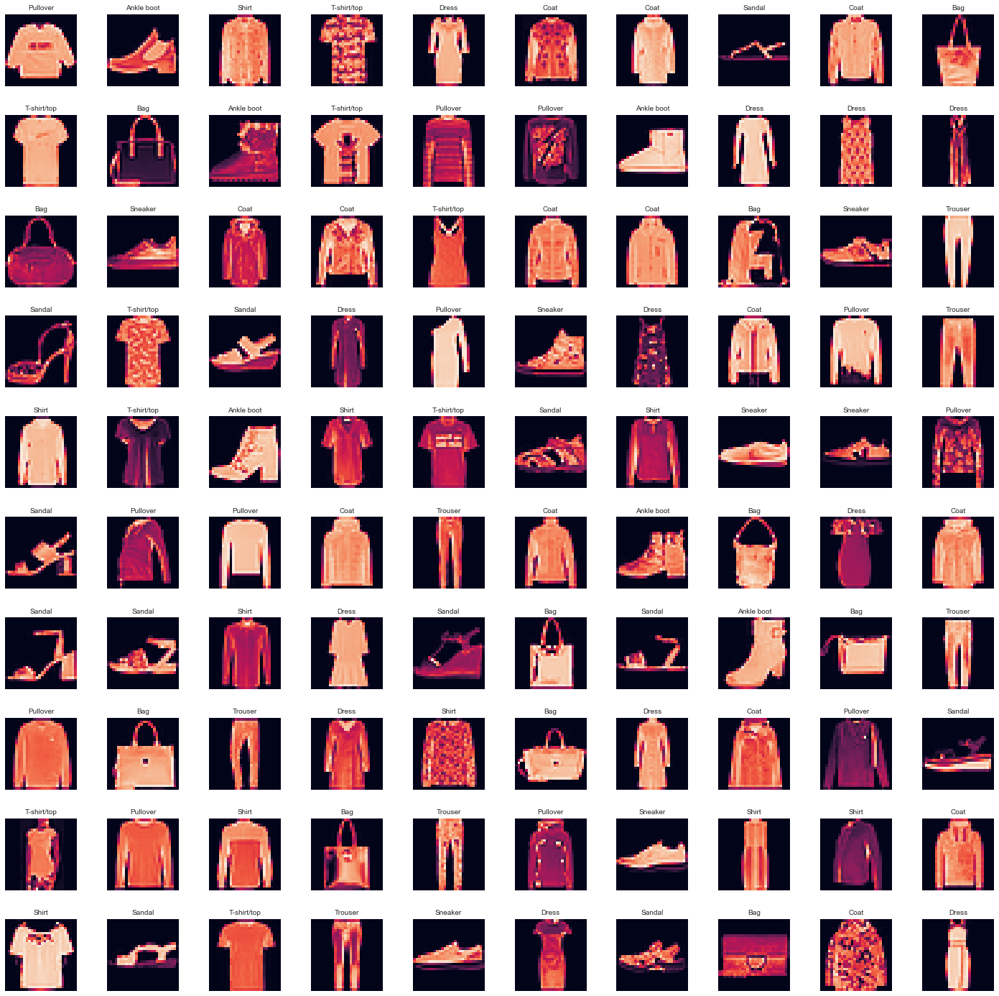 Pullover Ankle boot Shirt T-shirt/top Dress Coat Coat Sandal Coat Bag
T-shirt/top Bag Ankle boot T-shirt/top Pullover Pullover Ankle boot Dress Dress Dress
Bag Sneaker Coat Coat T-shirt/top Coat Coat Bag Sneaker Trouser
Sandal T-shirt/top Sandal Dress Pullover Sneaker Dress Coat Pullover Trouser
Shirt T-shirt/top Ankle boot Shirt T-shirt/top Sandal Shirt Sneaker Sneaker Pullover
Sandal Pullover Pullover Coat Trouser Coat Ankle boot Bag Dress Coat
Sandal Sandal Shirt Dress Sandal Bag Sandal Ankle boot Bag Trouser
Pullover Bag Trouser Dress Shirt Bag Dress Coat Pullover Sandal
T-shirt/top Pullover Shirt Bag Trouser Pullover Sneaker Shirt Shirt Coat
Shirt Sandal T-shirt/top Trouser Sneaker Dress Sandal Bag Coat Dress